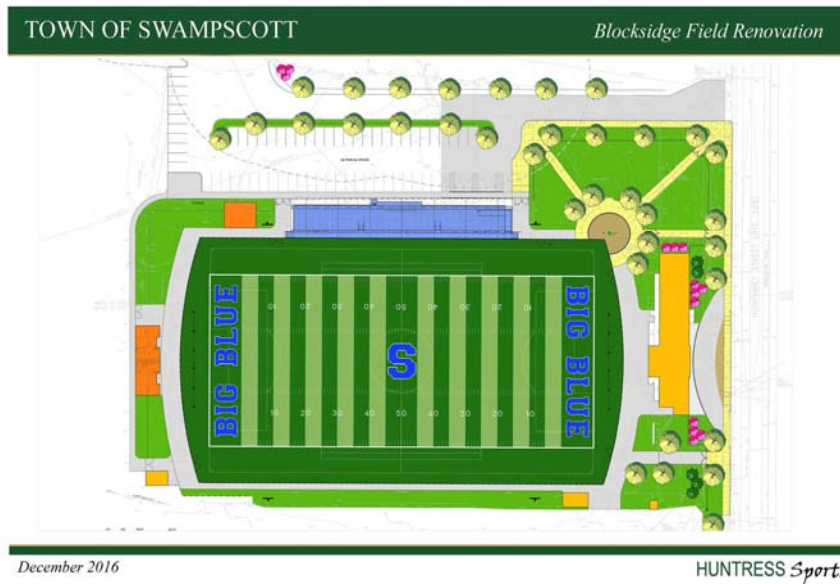 TOWN OF SWAMPSCOTT
Blocksidge Field Renovation
10 20 30 40 50 40 30 20 10
BIG BLUE
S
BIG BLUE
10 20 30 40 50 40 30 20 10
December 2016
HUNTRESS Sport